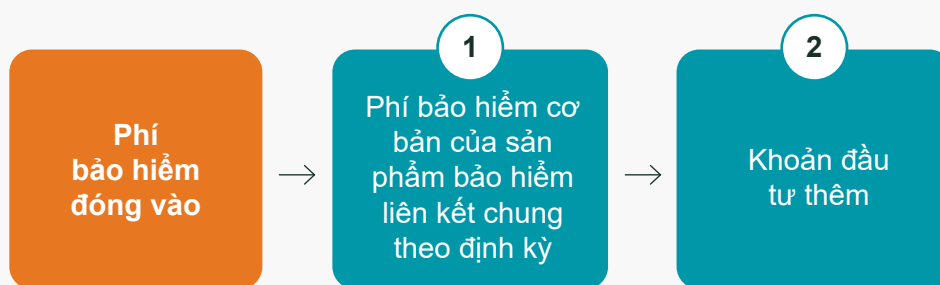 Phí
bảo hiểm
đóng vào
1
Phí bảo hiểm cơ
bản của sản
phẩm bảo hiểm
liên kết chung
theo định kỳ
2
Khoản đầu
tư thêm